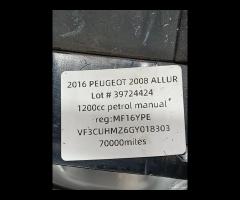 2016 PEUGEOT 2008 ALLUR
Lot # 39724424
1200cc petrol manual"
reg:MF16YPE
VF3CUHMZ6GY018303
70000miles